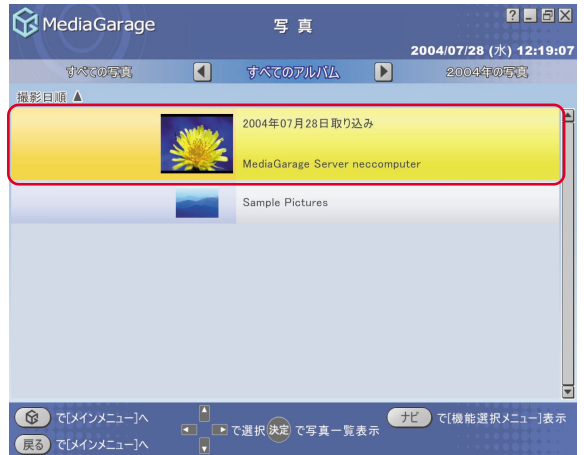 MediaGarage
写 真
2004/07/28 (水) 12:19:07
すべての写真
すべてのアルバム
2004年の写真
撮影日順 ▲
2004年07月28日取り込み
MediaGarage Server neccomputer
Sample Pictures
で[メインメニュー]へ
で選択 決定 で写真一覧表示
ナビ で[機能選択メニュー]表示
戻る で[メインメニュー]へ